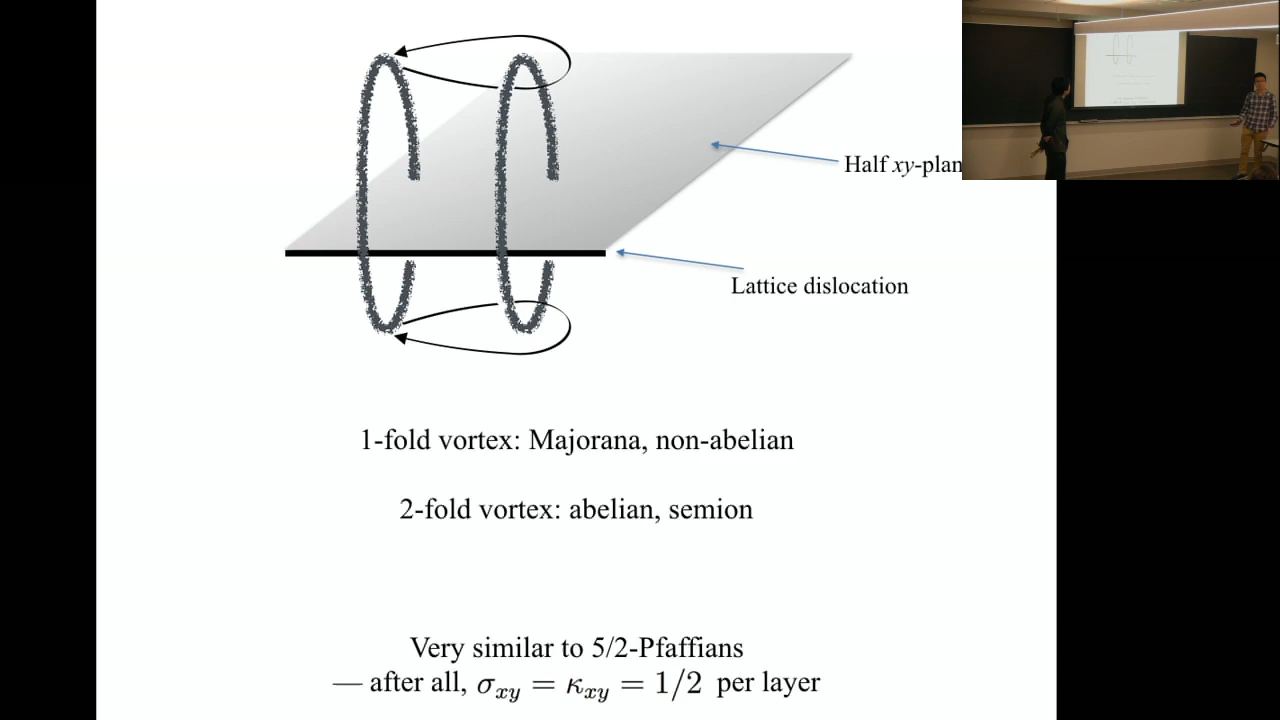 Half xy-plan
Lattice dislocation
1-fold vortex: Majorana, non-abelian
2-fold vortex: abelian, semion
Very similar to 5/2-Pfaffians
— after all, σxy = κxy = 1/2 per layer